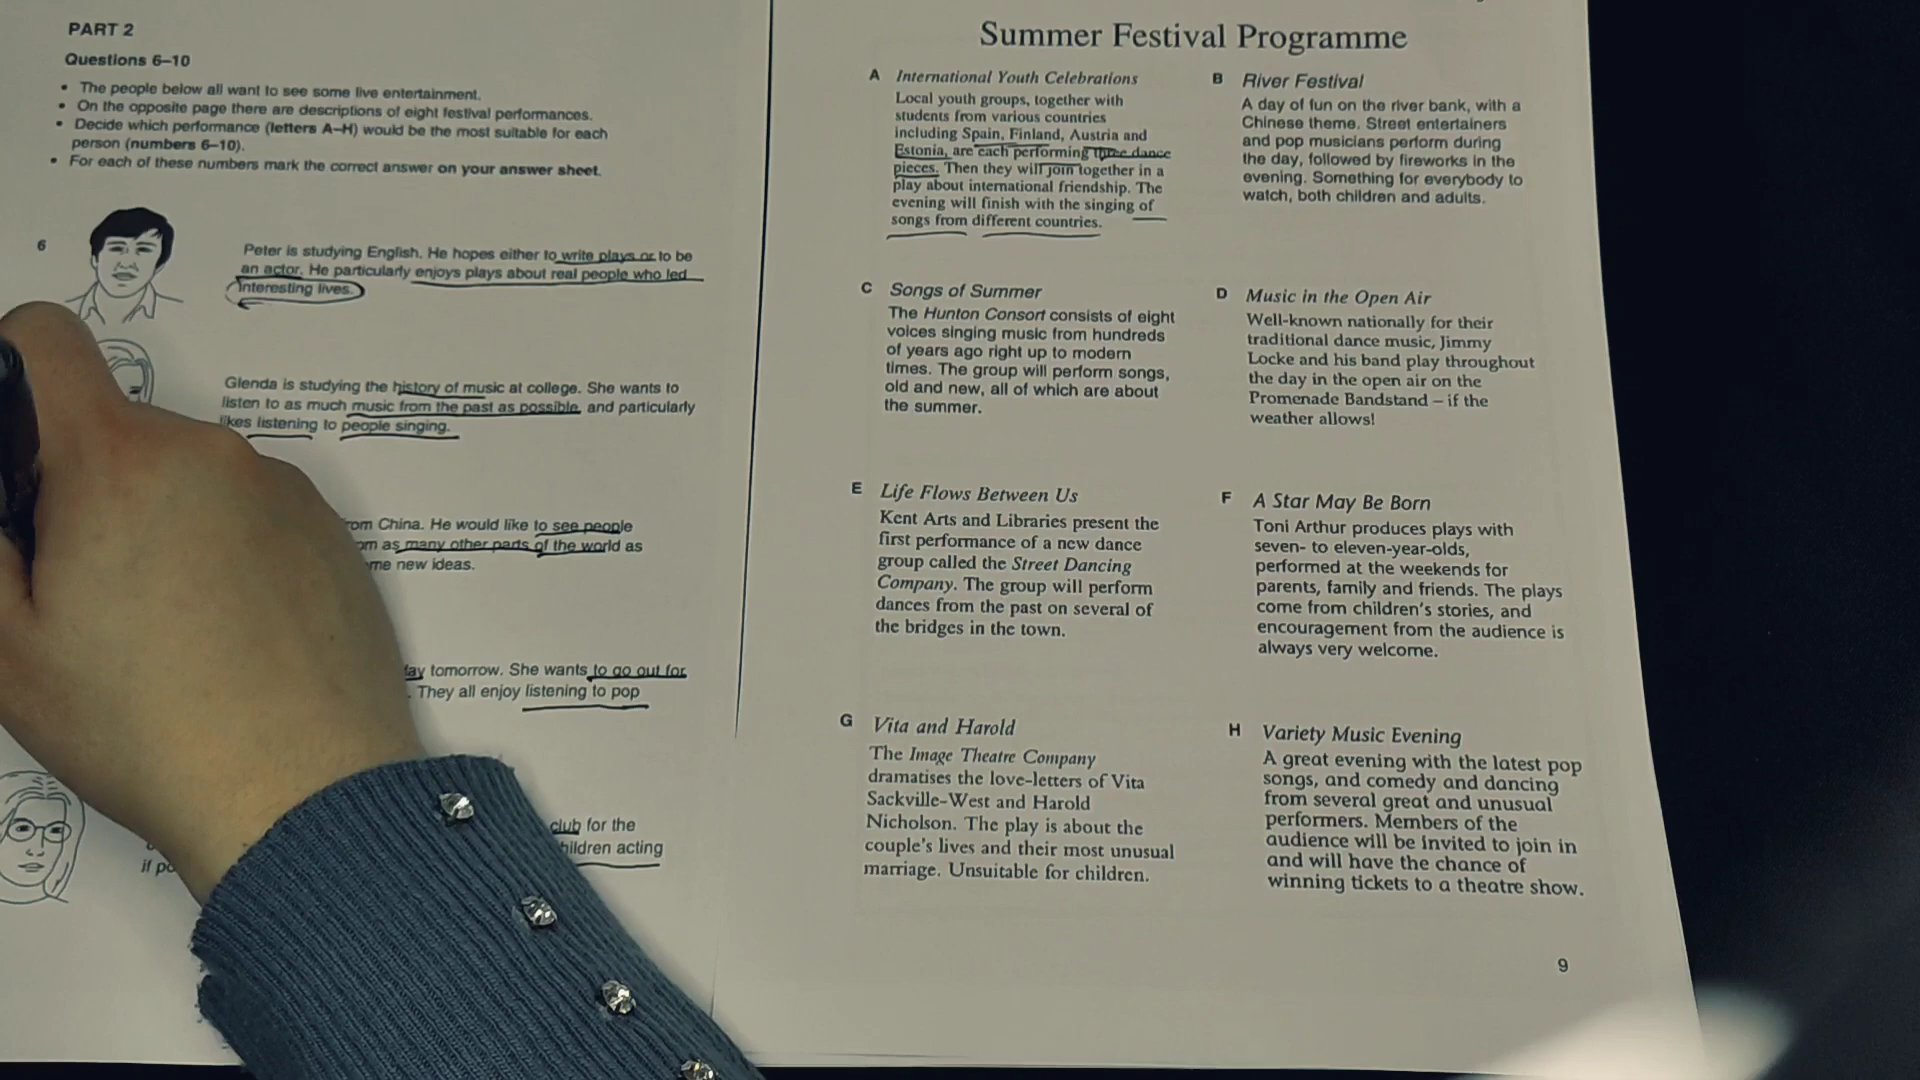 PART 2
Questions 6–10
• The people below all want to see some live entertainment.
• On the opposite page there are descriptions of eight festival performances.
• Decide which performance (letters A–H) would be the most suitable for each
person (numbers 6–10).
• For each of these numbers mark the correct answer on your answer sheet.
6
Peter is studying English. He hopes either to write plays or to be
an actor. He particularly enjoys plays about real people who led
interesting lives.
Glenda is studying the history of music at college. She wants to
listen to as much music from the past as possible, and particularly
likes listening to people singing.
from China. He would like to see people
as many other parts of the world as
new ideas.
tomorrow. She wants to go out for
. They all enjoy listening to pop
club for the
children acting
if
Summer Festival Programme
A International Youth Celebrations
Local youth groups, together with
students from various countries
including Spain, Finland, Austria and
Estonia, are each performing three dance
pieces. Then they will join together in a
play about international friendship. The
evening will finish with the singing of
songs from different countries.
B River Festival
A day of fun on the river bank, with a
Chinese theme. Street entertainers
and pop musicians perform during
the day, followed by fireworks in the
evening. Something for everybody to
watch, both children and adults.
C Songs of Summer
The Hunton Consort consists of eight
voices singing music from hundreds
of years ago right up to modern
times. The group will perform songs,
old and new, all of which are about
the summer.
D Music in the Open Air
Well-known nationally for their
traditional dance music, Jimmy
Locke and his band play throughout
the day in the open air on the
Promenade Bandstand – if the
weather allows!
E Life Flows Between Us
Kent Arts and Libraries present the
first performance of a new dance
group called the Street Dancing
Company. The group will perform
dances from the past on several of
the bridges in the town.
F A Star May Be Born
Toni Arthur produces plays with
seven- to eleven-year-olds,
performed at the weekends for
parents, family and friends. The plays
come from children's stories, and
encouragement from the audience is
always very welcome.
G Vita and Harold
The Image Theatre Company
dramatises the love-letters of Vita
Sackville-West and Harold
Nicholson. The play is about the
couple's lives and their most unusual
marriage. Unsuitable for children.
H Variety Music Evening
A great evening with the latest pop
songs, and comedy and dancing
from several great and unusual
performers. Members of the
audience will be invited to join in
and will have the chance of
winning tickets to a theatre show.
9